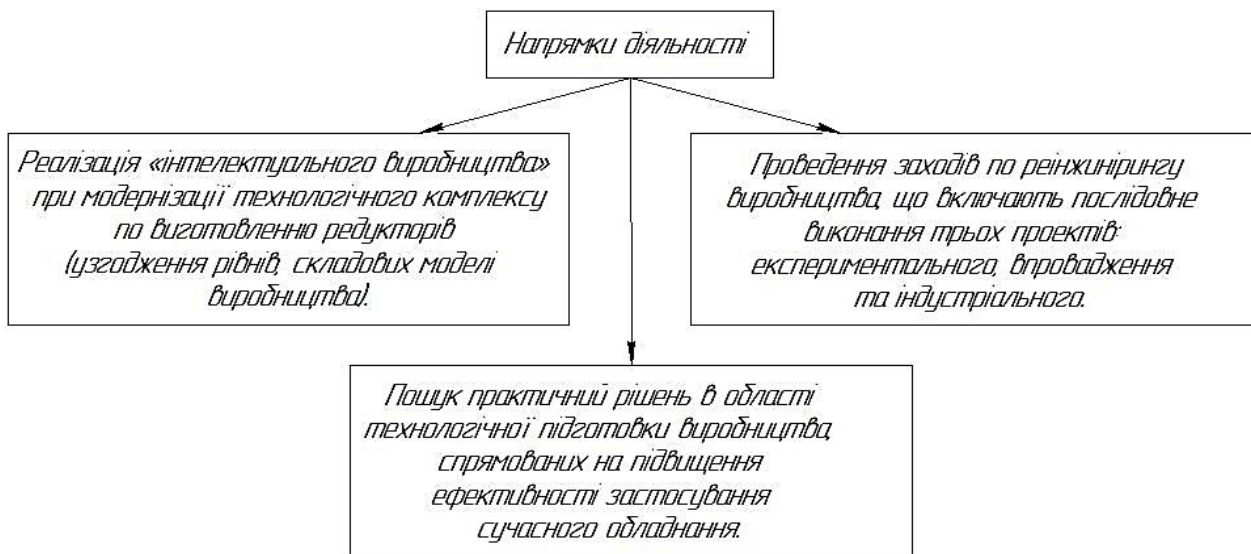 Напрямки діяльності
Реалізація «інтелектуального виробництва»
при модернізації технологічного комплексу
по виготовленню редукторів
(узгодження рівнів, складових моделі
виробництва).
Проведення заходів по реінжинірингу
виробництва, що включають послідовне
виконання трьох проектів:
експериментального, впровадження
та індустріального.
Пошук практичний рішень в області
технологічної підготовки виробництва,
спрямованих на підвищення
ефективності застосування
сучасного обладнання.